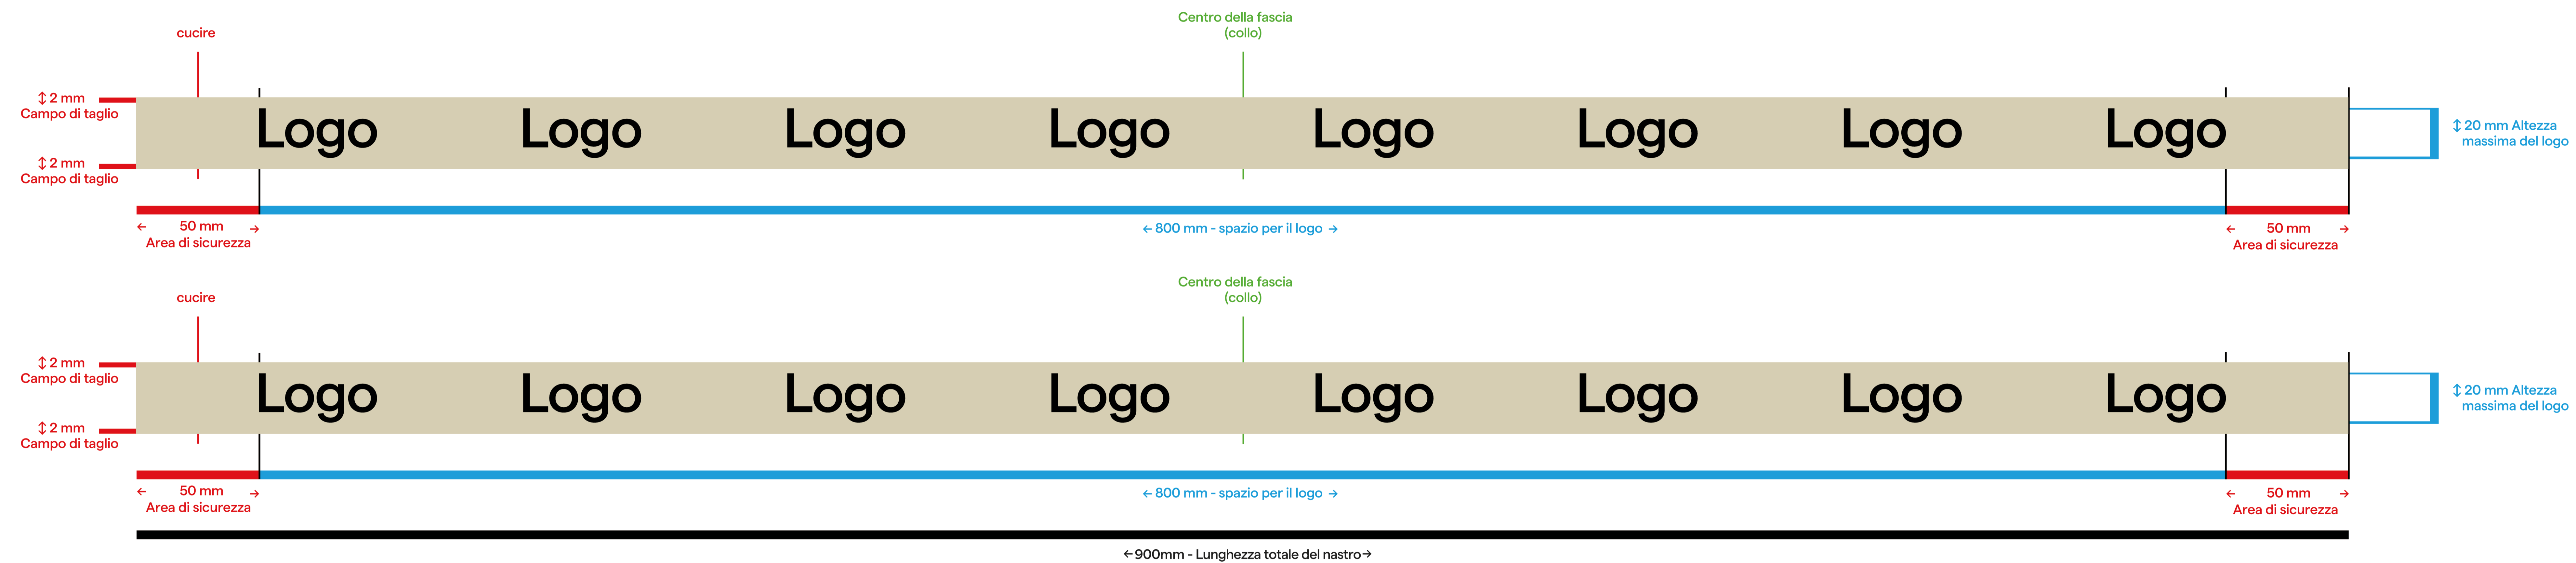 Centro della fascia
(collo)
cucire
↕ 2 mm
Campo di taglio
Logo Logo Logo Logo Logo Logo Logo Logo
↕ 20 mm Altezza
massima del logo
↕ 2 mm
Campo di taglio
← 50 mm →
Area di sicurezza
← 800 mm - spazio per il logo →
← 50 mm →
Area di sicurezza
Centro della fascia
(collo)
cucire
↕ 2 mm
Campo di taglio
Logo Logo Logo Logo Logo Logo Logo Logo
↕ 20 mm Altezza
massima del logo
↕ 2 mm
Campo di taglio
← 50 mm →
Area di sicurezza
← 800 mm - spazio per il logo →
← 50 mm →
Area di sicurezza
←900mm - Lunghezza totale del nastro→